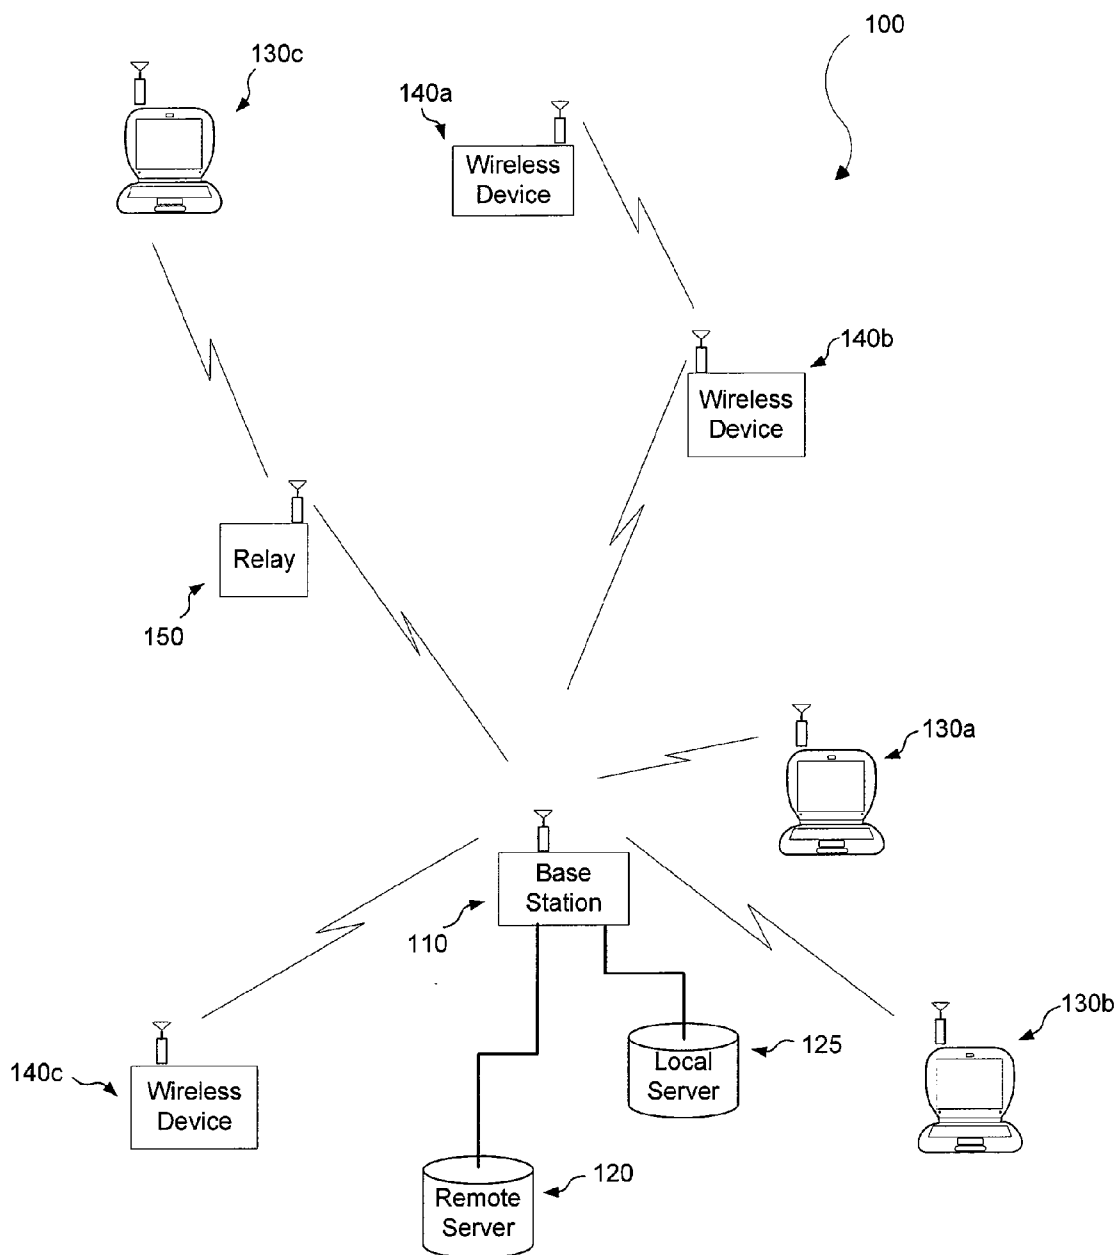 100
130c
140a
Wireless
Device
140b
Wireless
Device
Relay
150
130a
Base
Station
110
130b
125
Local
Server
140c
Wireless
Device
120
Remote
Server